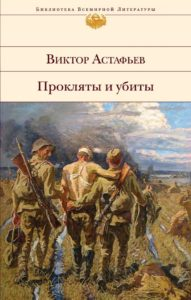 Библиотека Всемирной Литературы
Виктор Астафьев
Прокляты и убиты